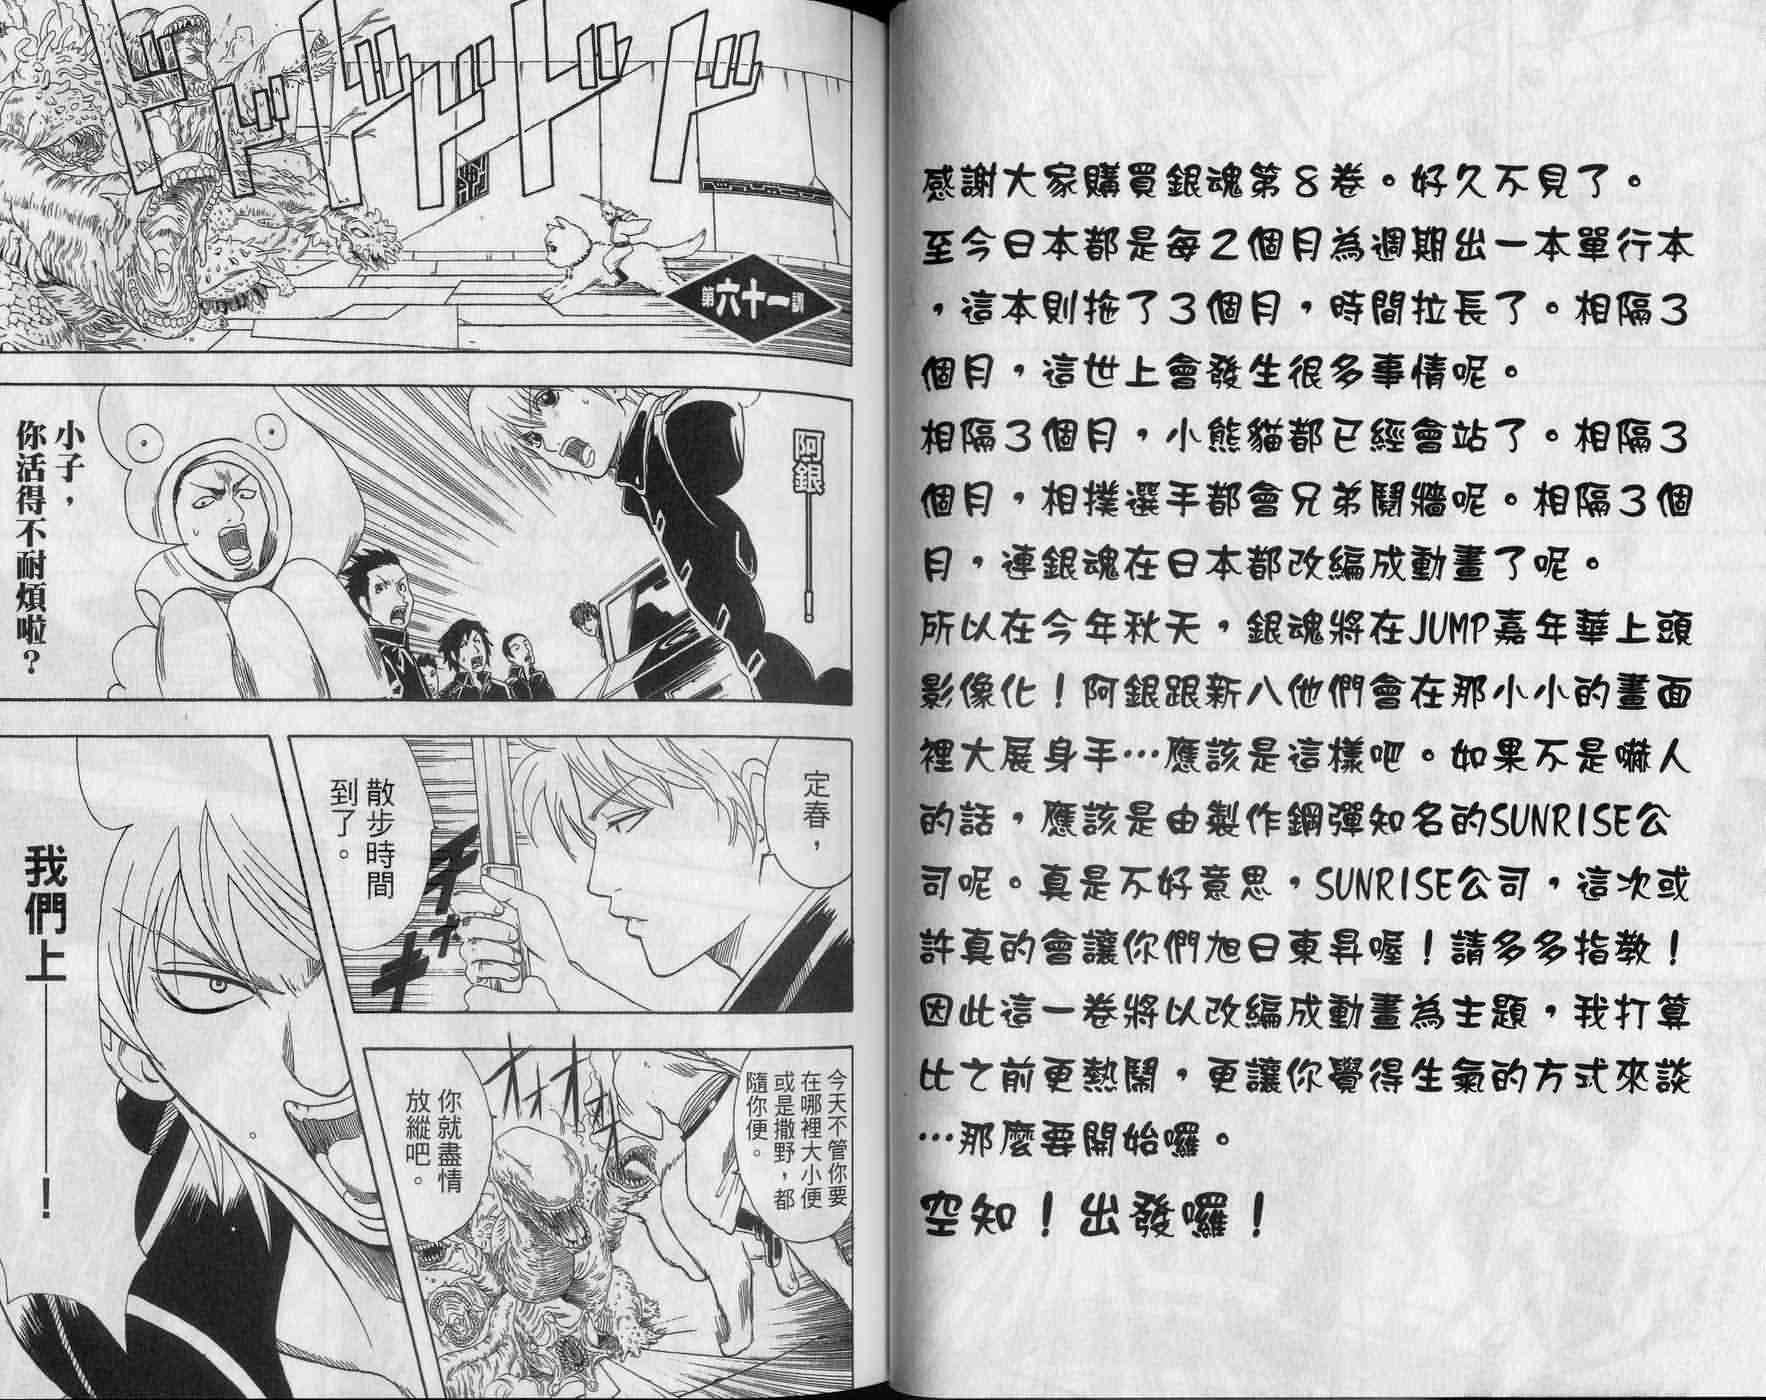 感謝大家購買銀魂第８卷。好久不見了。
至今日本都是每２個月為週期出一本單行本
，這本則拖了３個月，時間拉長了。相隔３
個月，這世上會發生很多事情呢。
相隔３個月，小熊貓都已經會站了。相隔３
個月，相撲選手都會兄弟鬩牆呢。相隔３個
月，連銀魂在日本都改編成動畫了呢。
所以在今年秋天，銀魂將在JUMP嘉年華上頭
影像化！阿銀跟新八他們會在那小小的畫面
裡大展身手…應該是這樣吧。如果不是嚇人
的話，應該是由製作鋼彈知名的SUNRISE公
司呢。真是不好意思，SUNRISE公司，這次或
許真的會讓你們旭日東昇喔！請多多指教！
因此這一卷將以改編成動畫為主題，我打算
比之前更熱鬧，更讓你覺得生氣的方式來談
…那麼要開始囉。
空知！出發囉！
ドドドドドド
第六十一訓
阿銀——！
小子，
你活得不耐煩啦？
定春，
散步時間
到了。
ググ
我們上——！
今天不管你要
在哪裡大小便
或是撒野，都
隨你便。
你就盡情
放縱吧。
オオオオ